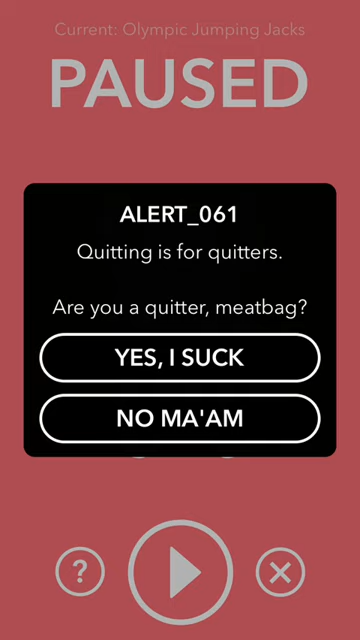 Current: Olympic Jumping Jacks
PAUSED
ALERT_061
Quitting is for quitters.
Are you a quitter, meatbag?
YES, I SUCK
NO MA'AM
?